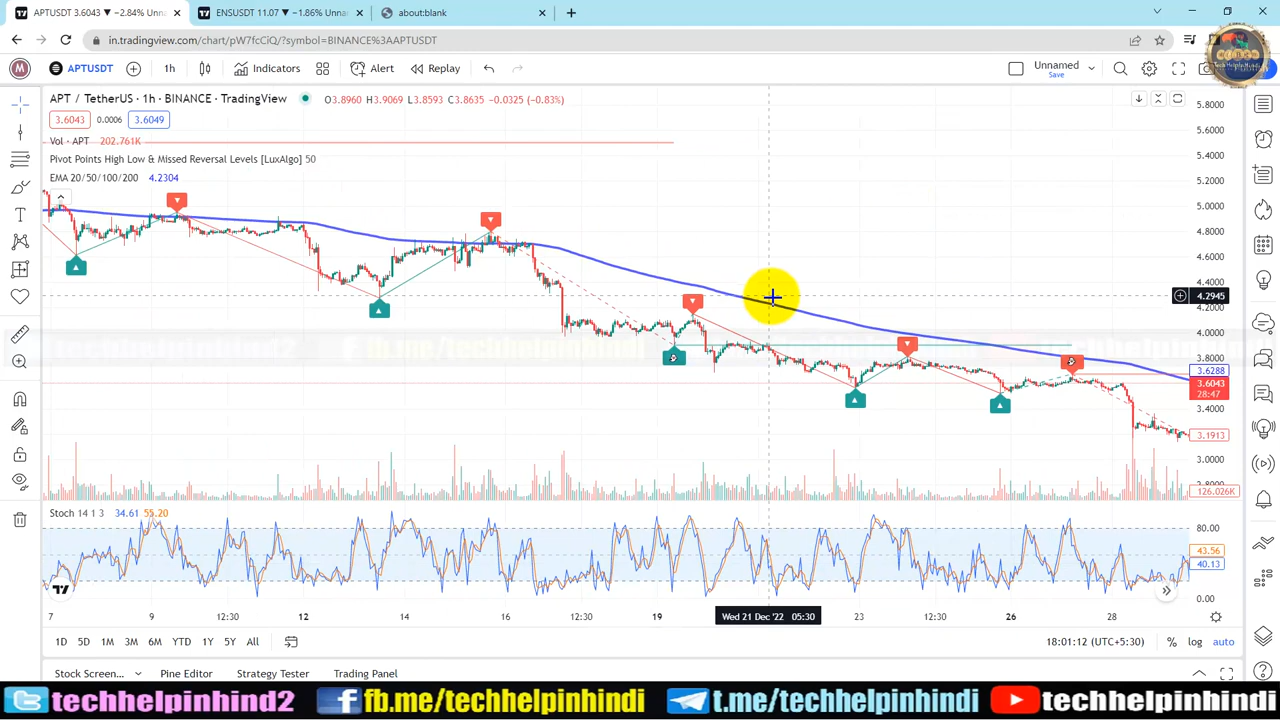 APTUSDT 3.6043 ▼ −2.84% Unnam
ENSUSDT 11.07 ▼ −1.86% Unnam
about:blank
in.tradingview.com/chart/pW7fcCiQ/?symbol=BINANCE%3AAPTUSDT
M
APTUSDT
1h
Indicators
Alert
Replay
Unnamed
Save
APT / TetherUS · 1h · BINANCE · TradingView
O3.8960 H3.9069 L3.8593 C3.8635 −0.0325 (−0.83%)
3.6043
0.0006
3.6049
Vol · APT 202.761K
Pivot Points High Low & Missed Reversal Levels [LuxAlgo] 50
EMA 20/50/100/200 4.2304
5.8000
5.6000
5.4000
5.2000
5.0000
4.8000
4.6000
4.4000
4.2945
4.2000
4.0000
3.8000
3.6288
3.6043
28:47
3.4000
3.1913
3.0000
2.8000
126.026K
Stoch 14 1 3 34.61 55.20
80.00
43.56
40.13
0.00
7
9
12:30
12
14
16
19
Wed 21 Dec '22 05:30
23
12:30
26
28
1D 5D 1M 3M 6M YTD 1Y 5Y All
18:01:12 (UTC+5:30)
% log auto
Stock Screen...
Pine Editor
Strategy Tester
Trading Panel
techhelpinhind2
fb.me/techhelpinhindi
t.me/techhelpinhindi
techhelpinhindi